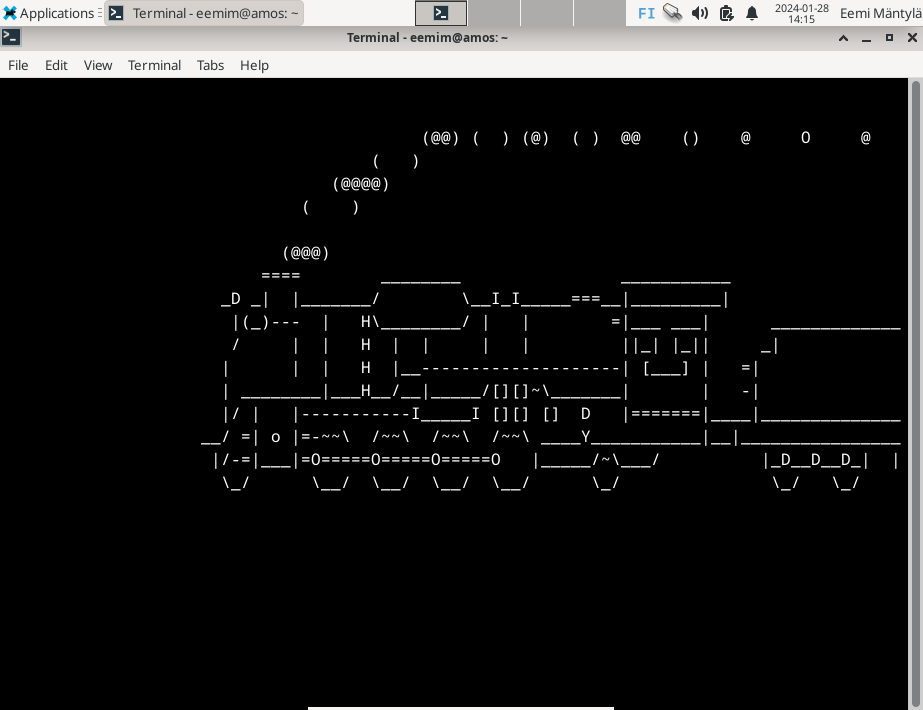 Applications Terminal - eemim@amos: ~ FI 2024-01-28 14:15 Eemi Mäntylä
Terminal - eemim@amos: ~
File Edit View Terminal Tabs Help
                      (@@) (  ) (@)  ( )  @@    ()    @     O     @
                 (   )
             (@@@@)
          (    )

        (@@@)
      ====        ________                ___________
  _D _|  |_______/        \__I_I_____===__|_________|
   |(_)---  |   H\________/ |   |        =|___ ___|      _____________
   /     |  |   H  |  |     |   |         ||_| |_||     _|
  |      |  |   H  |__--------------------| [___] |   =|
  | ________|___H__/__|_____/[][]~\_______|       |   -|
  |/ |   |-----------I_____I [][] []  D   |=======|____|______________
__/ =| o |=-~~\  /~~\  /~~\  /~~\ ____Y___________|__|________________
 |/-=|___|=O=====O=====O=====O   |_____/~\___/          |_D__D__D_|  |
  \_/      \__/  \__/  \__/  \__/      \_/               \_/   \_/